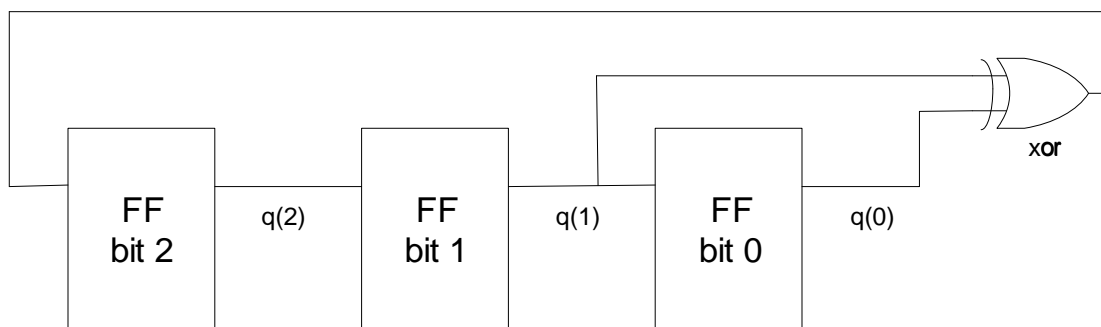 xor
FF
bit 2
q(2)
FF
bit 1
q(1)
FF
bit 0
q(0)